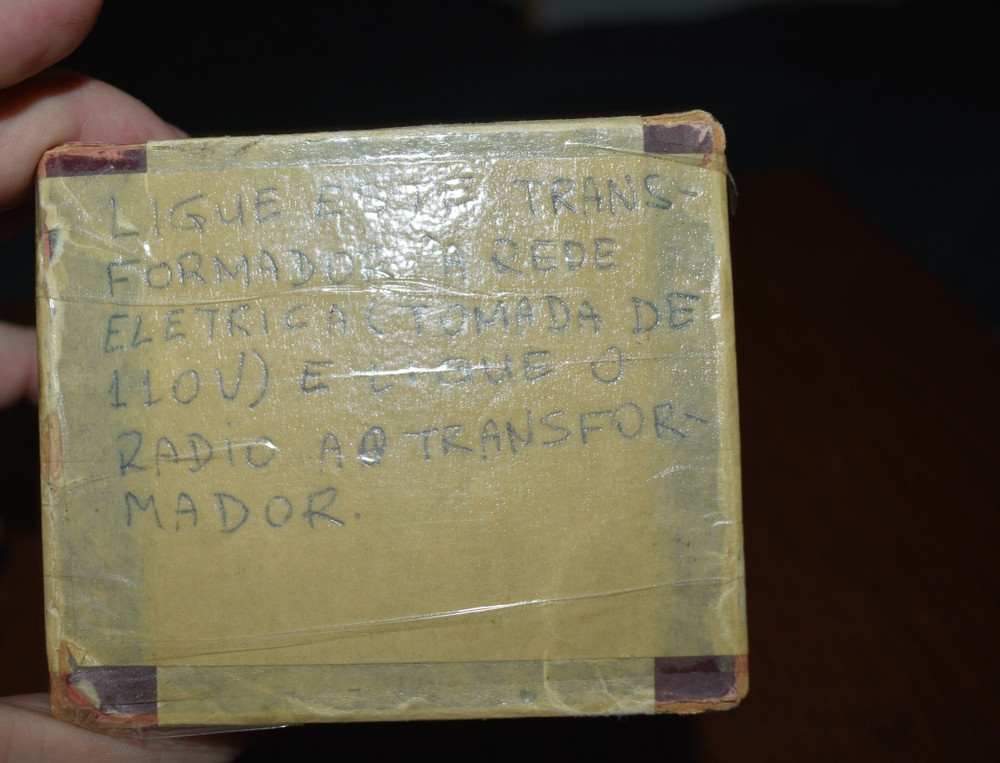 LIGUE ESTE TRANS-
FORMADOR A REDE
ELETRICA (TOMADA DE
110V) E LIGUE O
RADIO AO TRANSFOR-
MADOR.